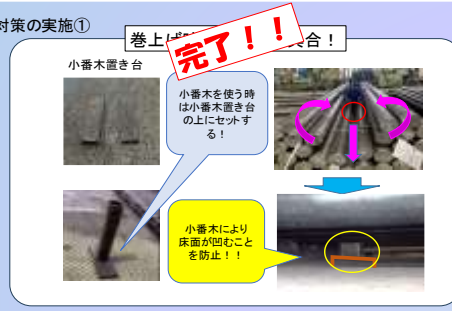 対策の実施①
巻上げ
合！
完了！！
小番木置き台
小番木を使う時
は小番木置き台
の上にセットす
る！
小番木により
床面が凹むこと
を防止！！